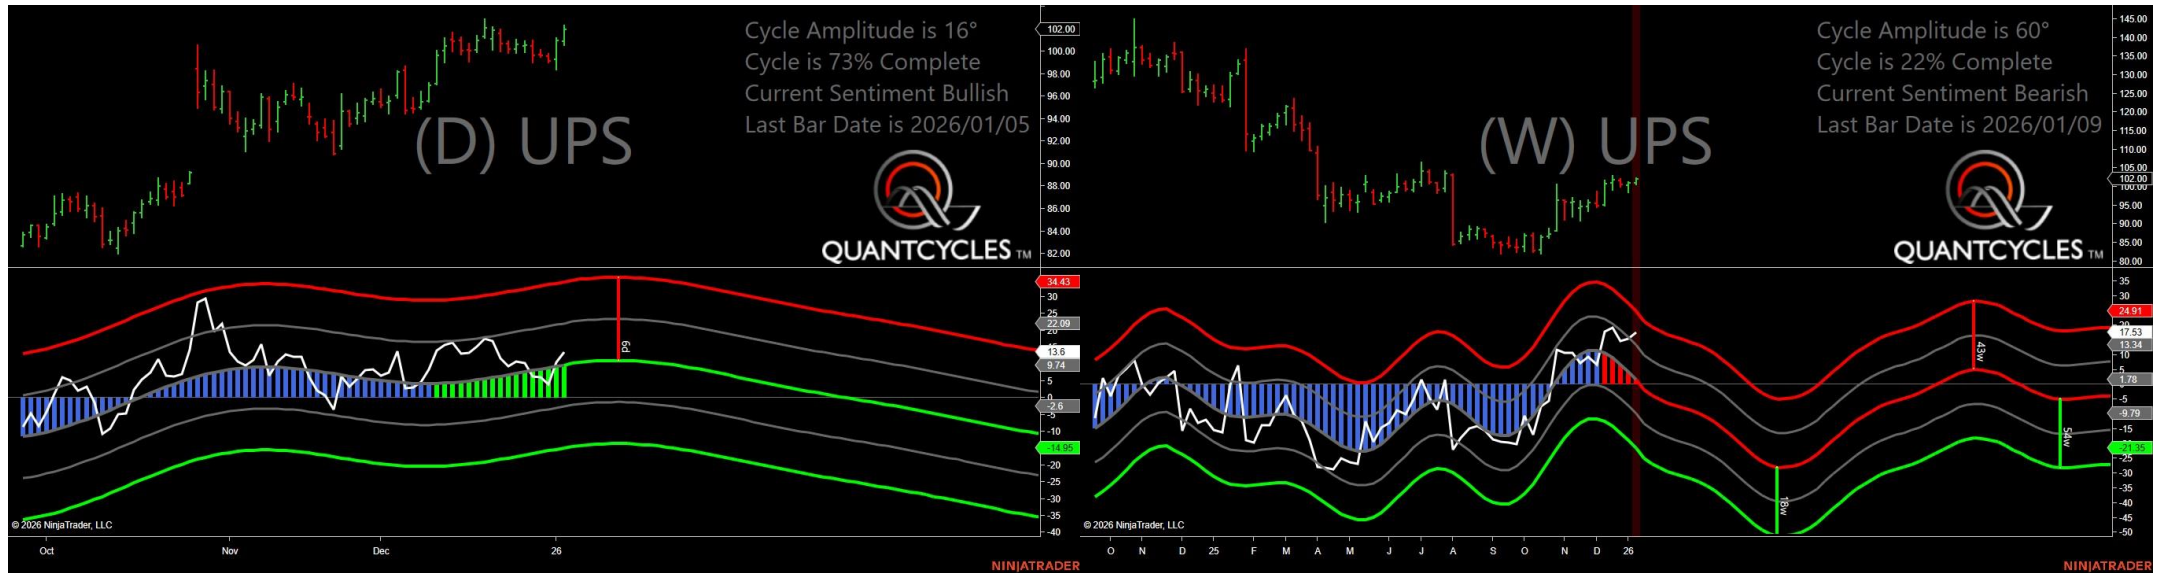 Cycle Amplitude is 16°
Cycle is 73% Complete
Current Sentiment Bullish
Last Bar Date is 2026/01/05
(D) UPS
QUANTCYCLES TM
102.00
100.00
98.00
96.00
94.00
92.00
90.00
88.00
86.00
84.00
82.00
34.43
30
25
22.09
15
13.6
9.74
5
0
-2.6
-5
-10
-14.95
-20
-25
-30
-35
-40
6d
© 2026 NinjaTrader, LLC
Oct
Nov
Dec
26
NINJATRADER
Cycle Amplitude is 60°
Cycle is 22% Complete
Current Sentiment Bearish
Last Bar Date is 2026/01/09
(W) UPS
QUANTCYCLES TM
145.00
140.00
135.00
130.00
125.00
120.00
115.00
110.00
105.00
102.00
100.00
95.00
90.00
85.00
80.00
35
30
24.91
17.53
13.34
10
5
1.78
-5
-9.79
-15
-21.35
-25
-30
-35
-40
-45
-50
18w
43w
54w
© 2026 NinjaTrader, LLC
O
N
D
25
F
M
A
M
J
J
A
S
O
N
D
26
NINJATRADER